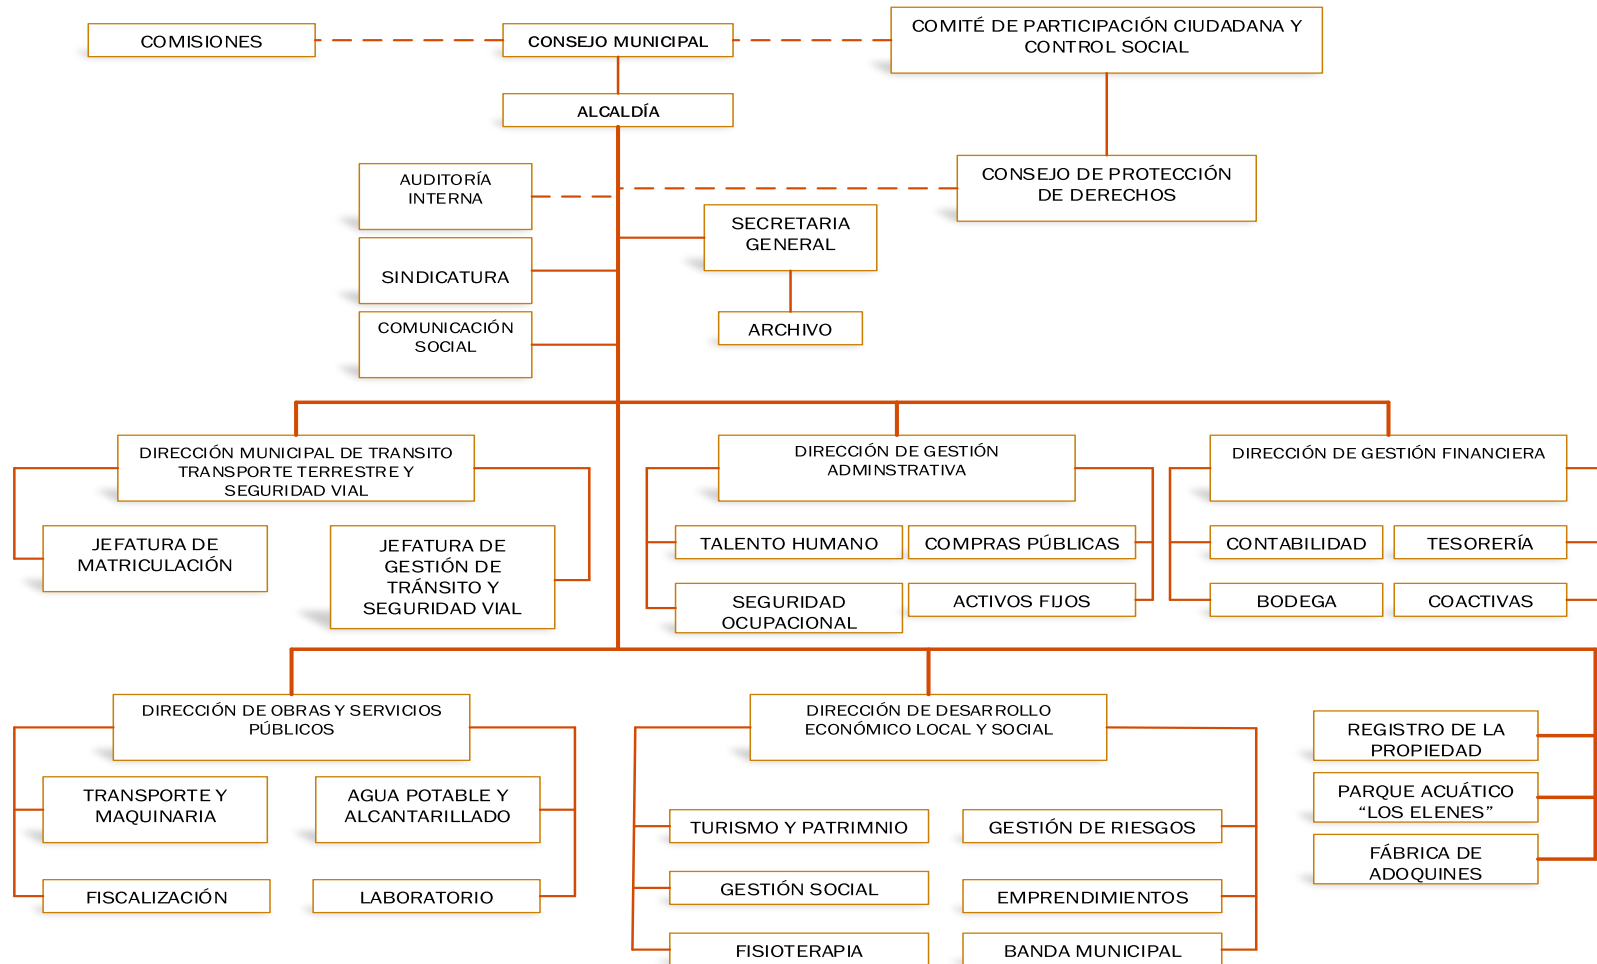 COMISIONES
CONSEJO MUNICIPAL
COMITÉ DE PARTICIPACIÓN CIUDADANA Y
CONTROL SOCIAL
ALCALDÍA
AUDITORÍA
INTERNA
CONSEJO DE PROTECCIÓN
DE DERECHOS
SECRETARIA
GENERAL
SINDICATURA
COMUNICACIÓN
SOCIAL
ARCHIVO
DIRECCIÓN MUNICIPAL DE TRANSITO
TRANSPORTE TERRESTRE Y
SEGURIDAD VIAL
DIRECCIÓN DE GESTIÓN
ADMINSTRATIVA
DIRECCIÓN DE GESTIÓN FINANCIERA
JEFATURA DE
MATRICULACIÓN
JEFATURA DE
GESTIÓN DE
TRÁNSITO Y
SEGURIDAD VIAL
TALENTO HUMANO
COMPRAS PÚBLICAS
CONTABILIDAD
TESORERÍA
SEGURIDAD
OCUPACIONAL
ACTIVOS FIJOS
BODEGA
COACTIVAS
DIRECCIÓN DE OBRAS Y SERVICIOS
PÚBLICOS
DIRECCIÓN DE DESARROLLO
ECONÓMICO LOCAL Y SOCIAL
REGISTRO DE LA
PROPIEDAD
TRANSPORTE Y
MAQUINARIA
AGUA POTABLE Y
ALCANTARILLADO
PARQUE ACUÁTICO
“LOS ELENES”
TURISMO Y PATRIMNIO
GESTIÓN DE RIESGOS
FÁBRICA DE
ADOQUINES
FISCALIZACIÓN
LABORATORIO
GESTIÓN SOCIAL
EMPRENDIMIENTOS
FISIOTERAPIA
BANDA MUNICIPAL